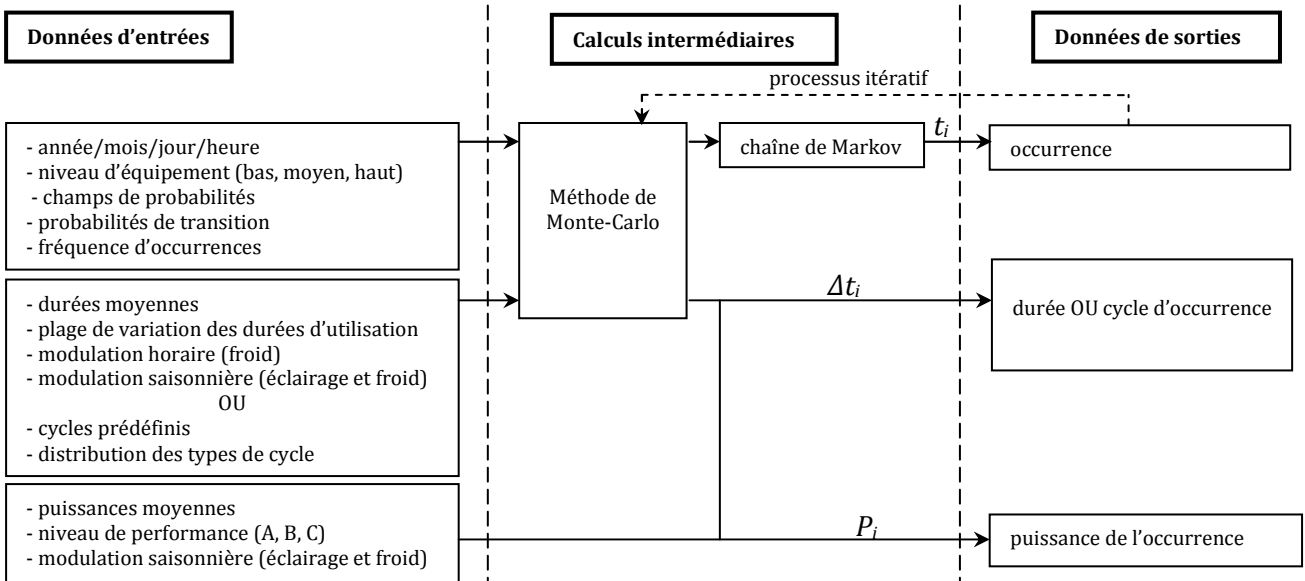 Données d'entrées
Calculs intermédiaires
Données de sorties
processus itératif
- année/mois/jour/heure
- niveau d'équipement (bas, moyen, haut)
- champs de probabilités
- probabilités de transition
- fréquence d'occurrences
Méthode de
Monte-Carlo
chaîne de Markov
ti
occurrence
- durées moyennes
- plage de variation des durées d'utilisation
- modulation horaire (froid)
- modulation saisonnière (éclairage et froid)
OU
- cycles prédéfinis
- distribution des types de cycle
Δti
durée OU cycle d'occurrence
- puissances moyennes
- niveau de performance (A, B, C)
- modulation saisonnière (éclairage et froid)
Pi
puissance de l'occurrence